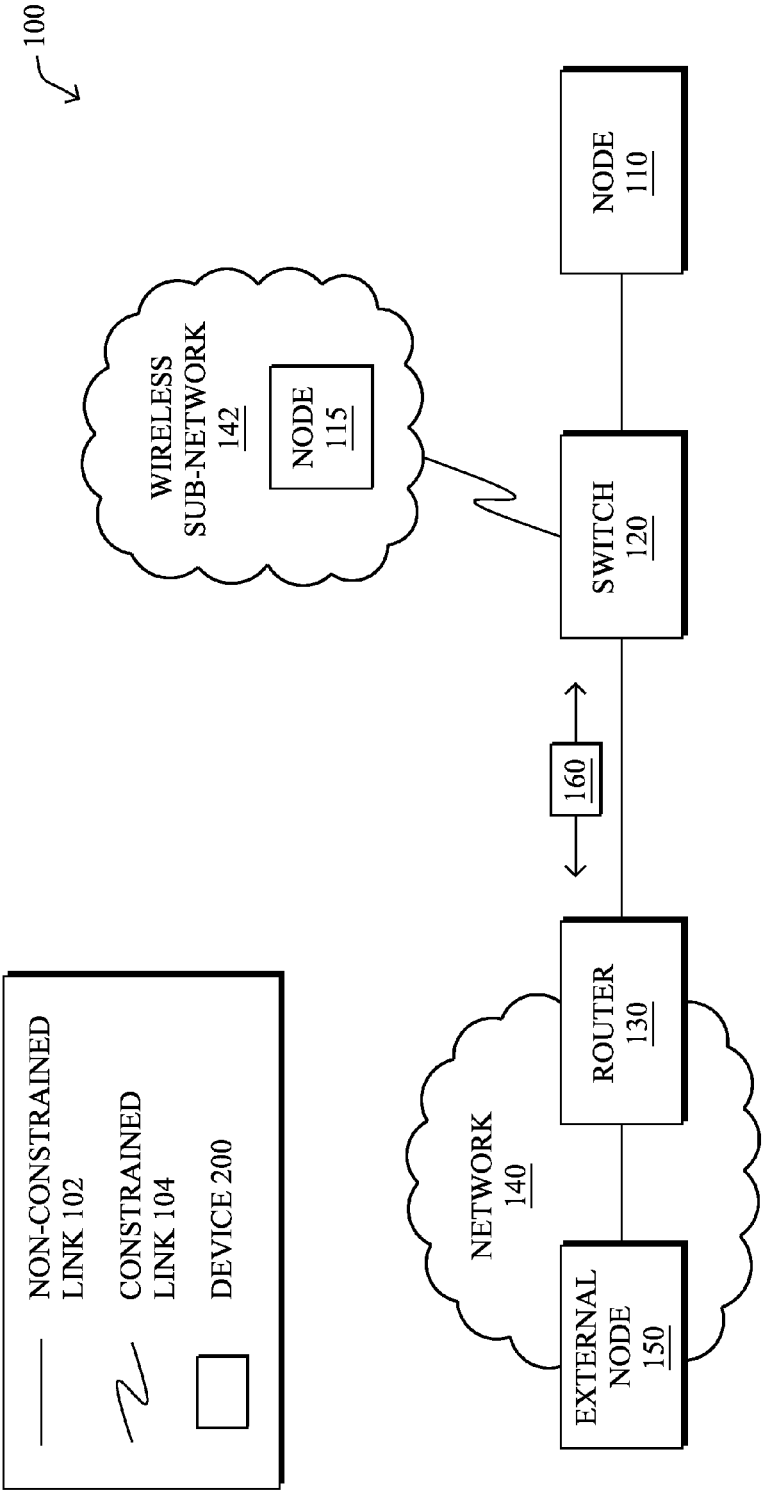 100
NON-CONSTRAINED
LINK 102
CONSTRAINED
LINK 104
DEVICE 200
WIRELESS
SUB-NETWORK
142
NODE
115
NETWORK
140
EXTERNAL
NODE
150
ROUTER
130
160
SWITCH
120
NODE
110